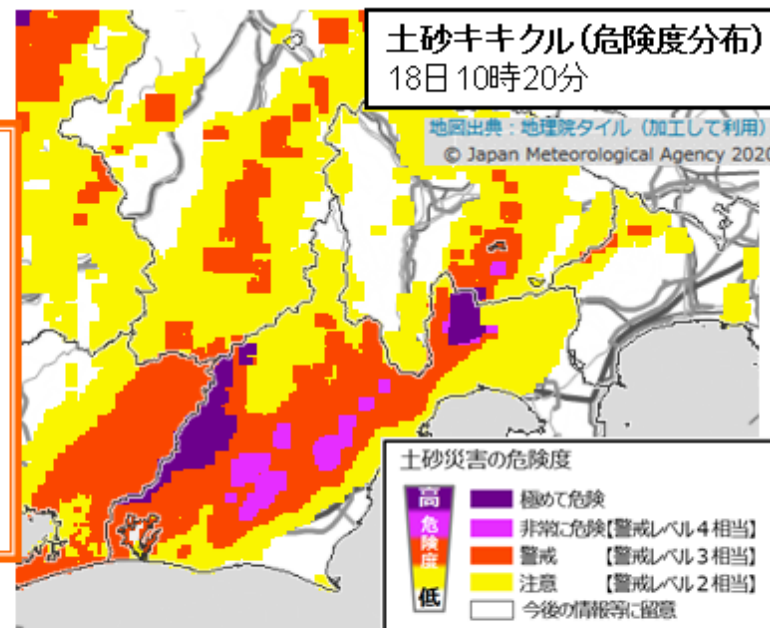 土砂キキクル(危険度分布)
18日10時20分
地図出典:地理院タイル(加工して利用)
© Japan Meteorological Agency 2020
土砂災害の危険度
高
危険度
低
極めて危険
非常に危険【警戒レベル4相当】
警戒 【警戒レベル3相当】
注意 【警戒レベル2相当】
今後の情報等に留意